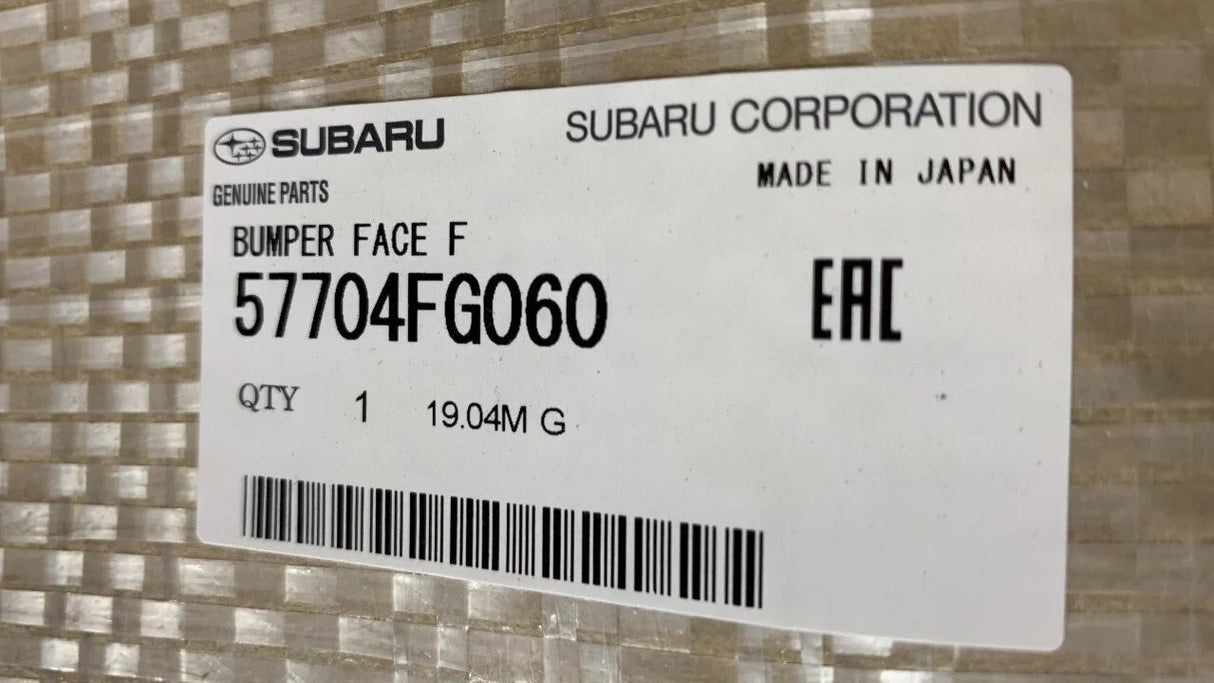 SUBARU
SUBARU CORPORATION
GENUINE PARTS
MADE IN JAPAN
BUMPER FACE F
57704FG060
EAC
QTY 1 19.04M G